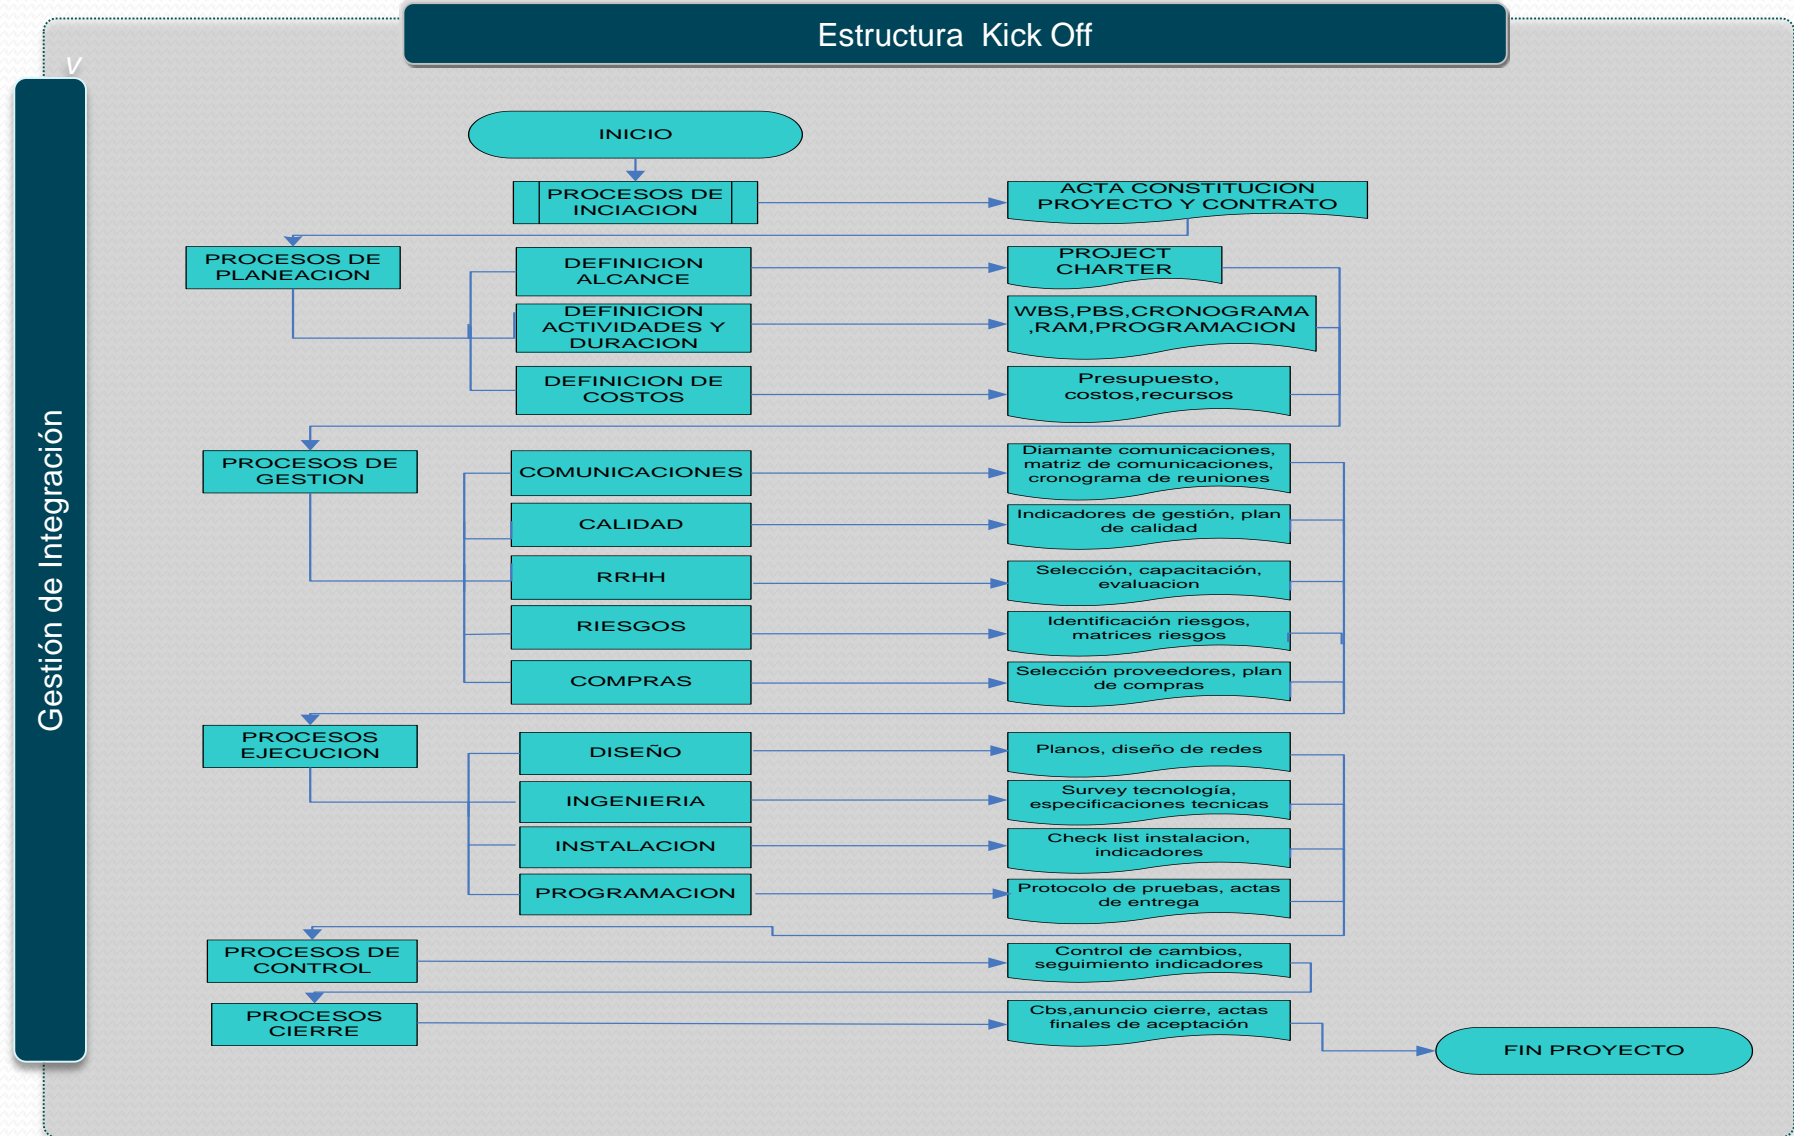 Estructura  Kick Off
v
Gestión de Integración
INICIO
PROCESOS DE
INCIACION
ACTA CONSTITUCION
PROYECTO Y CONTRATO
PROCESOS DE
PLANEACION
DEFINICION
ALCANCE
PROJECT
CHARTER
DEFINICION
ACTIVIDADES Y
DURACION
WBS,PBS,CRONOGRAMA
,RAM,PROGRAMACION
DEFINICION DE
COSTOS
Presupuesto,
costos,recursos
PROCESOS DE
GESTION
COMUNICACIONES
Diamante comunicaciones,
matriz de comunicaciones,
cronograma de reuniones
CALIDAD
Indicadores de gestión, plan
de calidad
RRHH
Selección, capacitación,
evaluacion
RIESGOS
Identificación riesgos,
matrices riesgos
COMPRAS
Selección proveedores, plan
de compras
PROCESOS
EJECUCION
DISEÑO
Planos, diseño de redes
INGENIERIA
Survey tecnología,
especificaciones tecnicas
INSTALACION
Check list instalacion,
indicadores
PROGRAMACION
Protocolo de pruebas, actas
de entrega
PROCESOS DE
CONTROL
Control de cambios,
seguimiento indicadores
PROCESOS
CIERRE
Cbs,anuncio cierre, actas
finales de aceptación
FIN PROYECTO